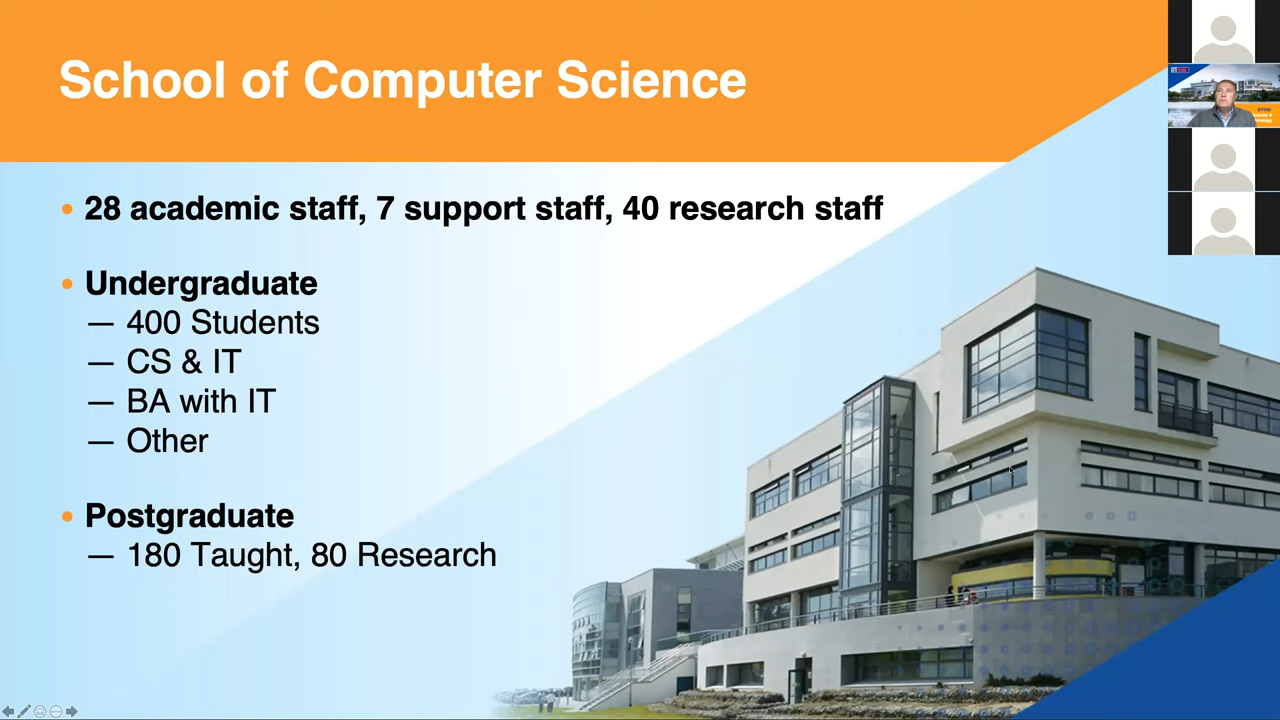 School of Computer Science
• 28 academic staff, 7 support staff, 40 research staff
• Undergraduate
— 400 Students
— CS & IT
— BA with IT
— Other
• Postgraduate
— 180 Taught, 80 Research